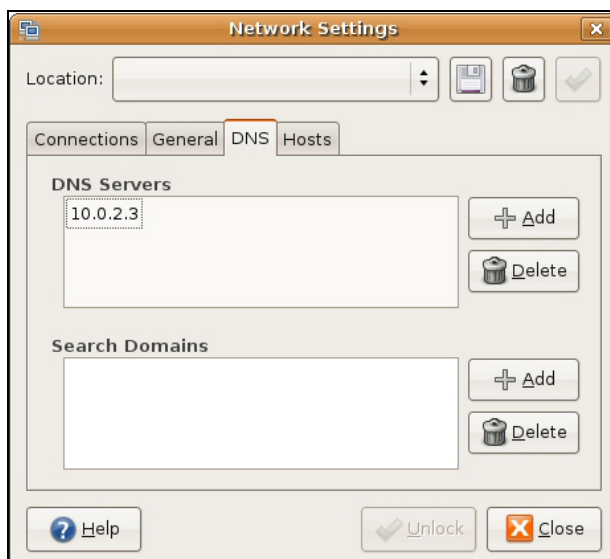 Network Settings
Location:
Connections General DNS Hosts
DNS Servers
10.0.2.3
Add
Delete
Search Domains
Add
Delete
Help Unlock Close